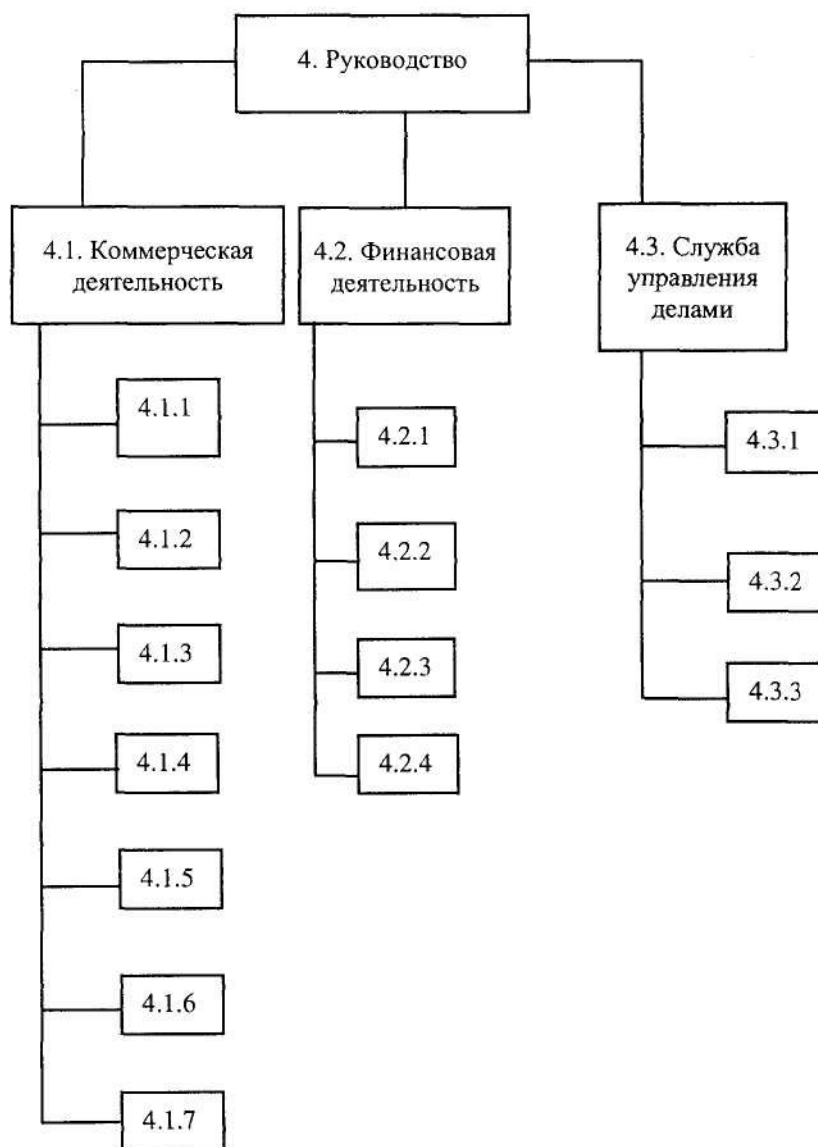 4. Руководство
4.1. Коммерческая
деятельность
4.2. Финансовая
деятельность
4.3. Служба
управления
делами
4.1.1
4.1.2
4.1.3
4.1.4
4.1.5
4.1.6
4.1.7
4.2.1
4.2.2
4.2.3
4.2.4
4.3.1
4.3.2
4.3.3